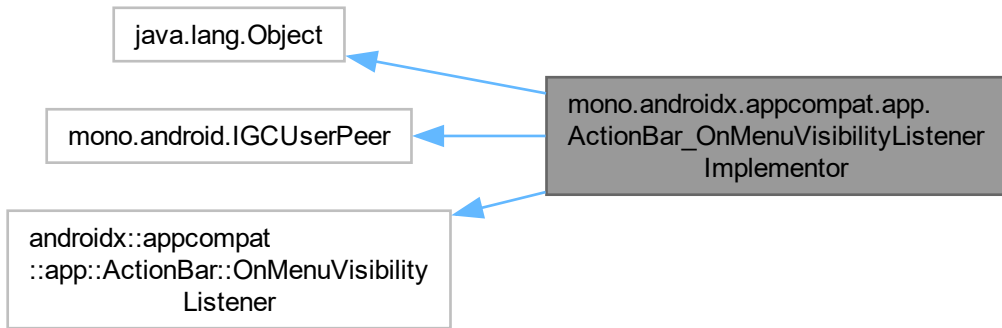 java.lang.Object
mono.android.IGCUserPeer
androidx::appcompat
::app::ActionBar::OnMenuVisibility
Listener
mono.androidx.appcompat.app.
ActionBar_OnMenuVisibilityListener
Implementor